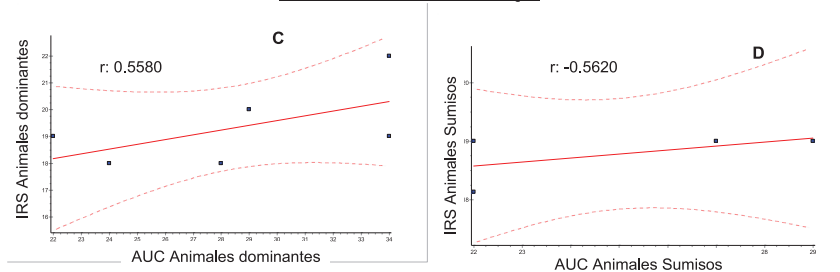 C
r: 0.5580
IRS Animales dominantes
22
21
20
19
18
17
16
22 23 24 25 26 27 28 29 30 31 32 33 34
AUC Animales dominantes
D
r: -0.5620
IRS Animales Sumisos
20
19
18
22 23 28 29
AUC Animales Sumisos